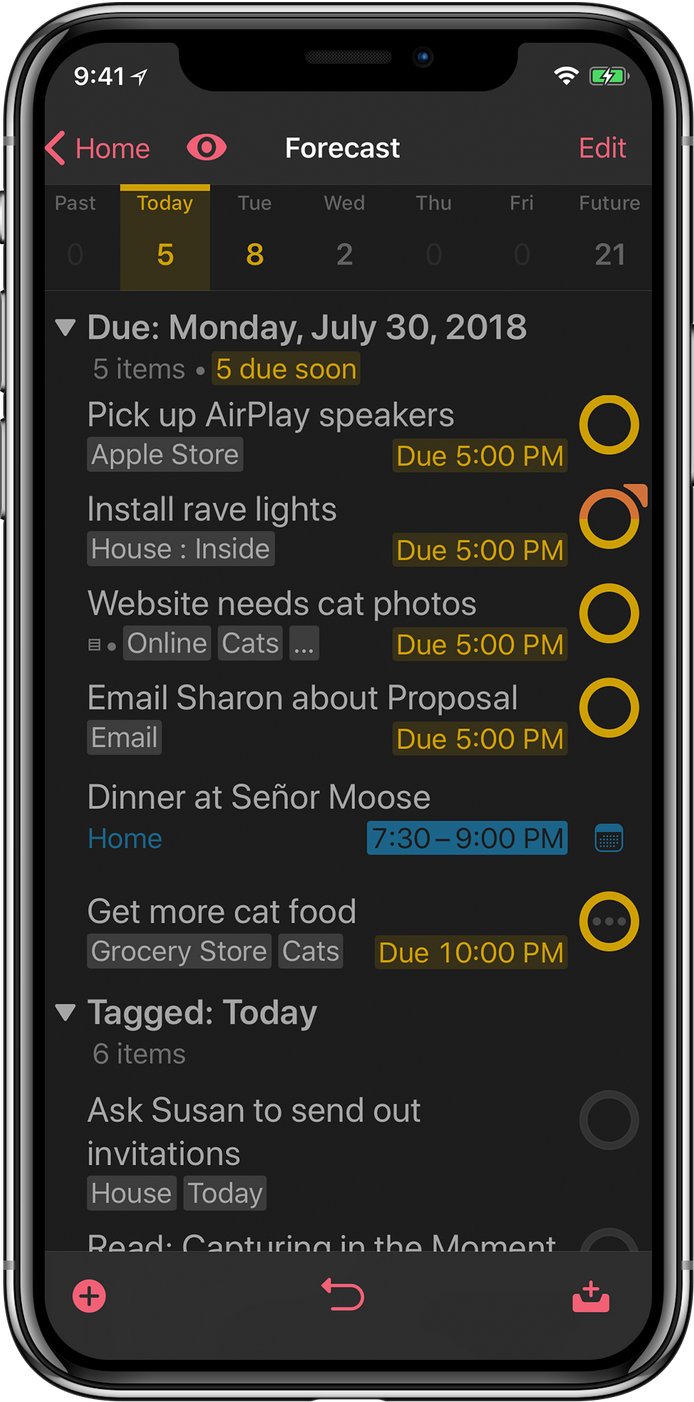 9:41
Home Forecast Edit
Past Today Tue Wed Thu Fri Future
0 5 8 2 0 0 21
Due: Monday, July 30, 2018
5 items • 5 due soon
Pick up AirPlay speakers
Apple Store Due 5:00 PM
Install rave lights
House : Inside Due 5:00 PM
Website needs cat photos
• Online Cats ... Due 5:00 PM
Email Sharon about Proposal
Email Due 5:00 PM
Dinner at Señor Moose
Home 7:30 – 9:00 PM
Get more cat food
Grocery Store Cats Due 10:00 PM
Tagged: Today
6 items
Ask Susan to send out
invitations
House Today
Read: Capturing in the Moment